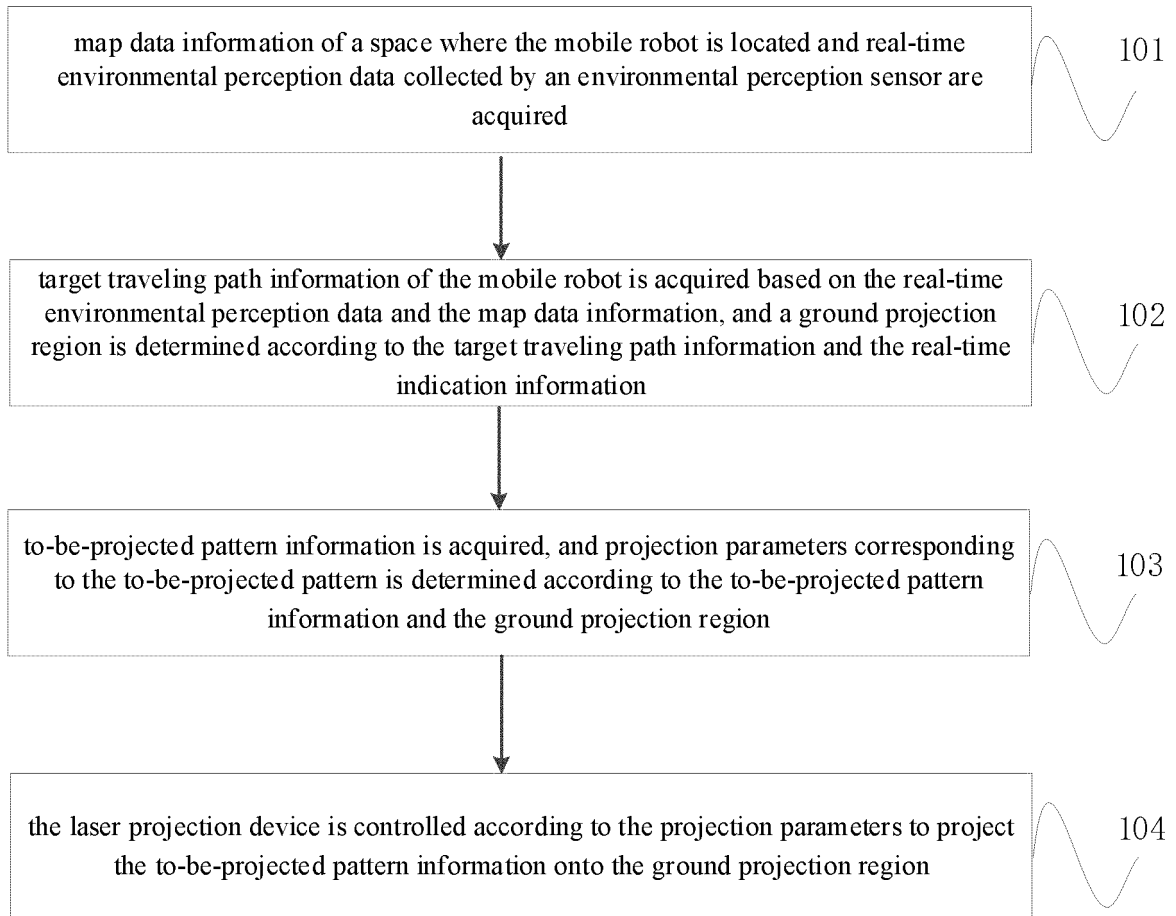 map data information of a space where the mobile robot is located and real-time
environmental perception data collected by an environmental perception sensor are
acquired
101
target traveling path information of the mobile robot is acquired based on the real-time
environmental perception data and the map data information, and a ground projection
region is determined according to the target traveling path information and the real-time
indication information
102
to-be-projected pattern information is acquired, and projection parameters corresponding
to the to-be-projected pattern is determined according to the to-be-projected pattern
information and the ground projection region
103
the laser projection device is controlled according to the projection parameters to project
the to-be-projected pattern information onto the ground projection region
104